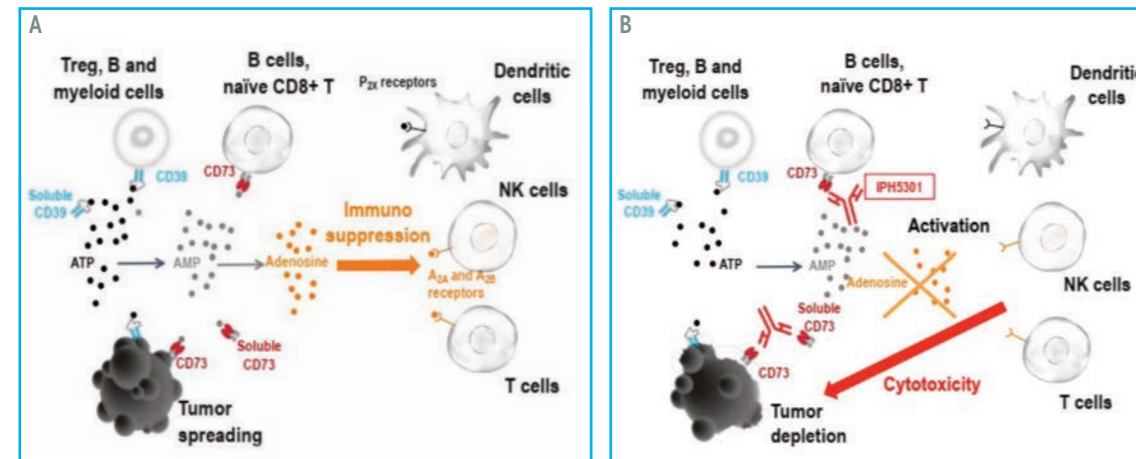 A
Treg, B and
myeloid cells
B cells,
naïve CD8+ T
P2X receptors
Dendritic
cells
CD73
CD39
Soluble
CD39
NK cells
Immuno
suppression
ATP
AMP
Adenosine
A2A and A2B
receptors
Soluble
CD73
CD73
T cells
Tumor
spreading
B
Treg, B and
myeloid cells
B cells,
naïve CD8+ T
Dendritic
cells
CD73
CD39
IPH5301
Soluble
CD39
Activation
ATP
AMP
Adenosine
NK cells
Soluble
CD73
CD73
Cytotoxicity
T cells
Tumor
depletion